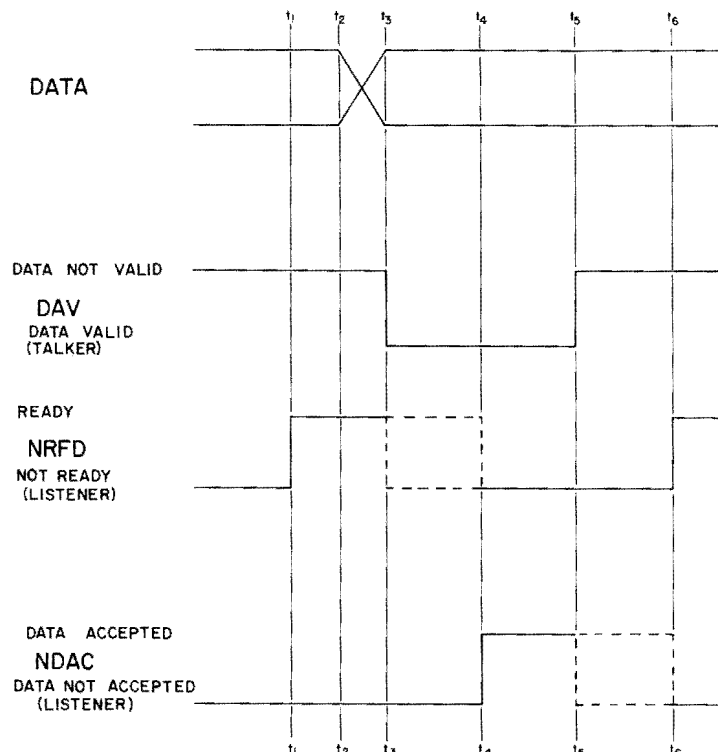 t1 t2 t3 t4 t5 t6
DATA
DATA NOT VALID
DAV
DATA VALID
(TALKER)
READY
NRFD
NOT READY
(LISTENER)
DATA ACCEPTED
NDAC
DATA NOT ACCEPTED
(LISTENER)
t1 t2 t3 t4 t5 t6